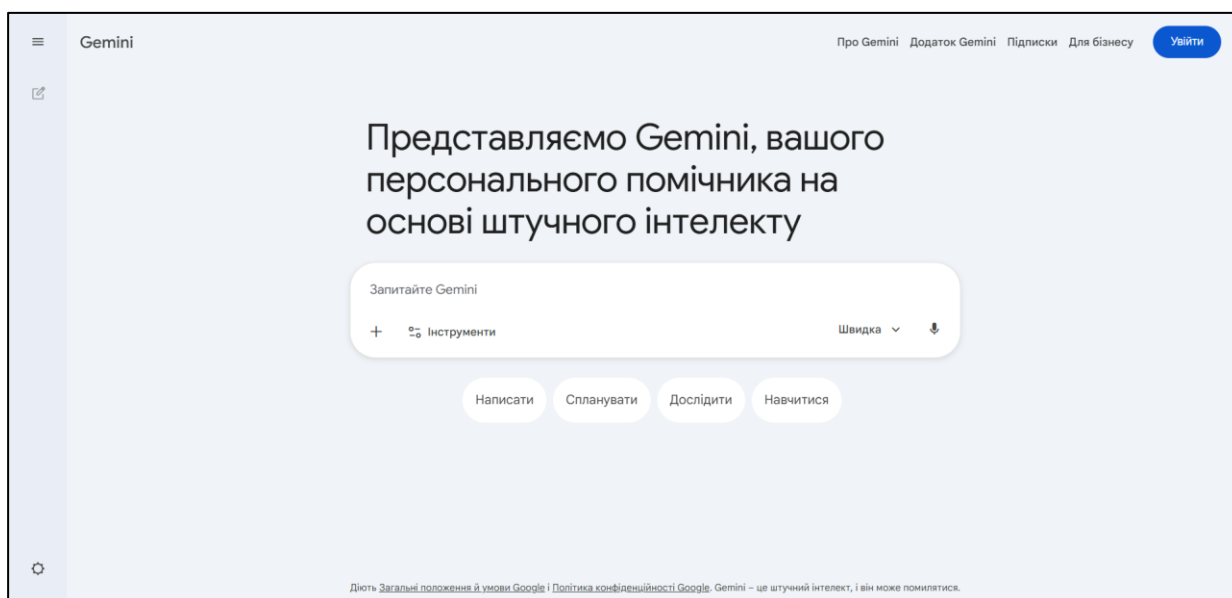 Gemini
Про Gemini Додаток Gemini Підписки Для бізнесу Увійти
Представляємо Gemini, вашого
персонального помічника на
основі штучного інтелекту
Запитайте Gemini
Інструменти Швидка
Написати Спланувати Дослідити Навчитися
Діють Загальні положення й умови Google і Політика конфіденційності Google. Gemini – це штучний інтелект, і він може помилятися.